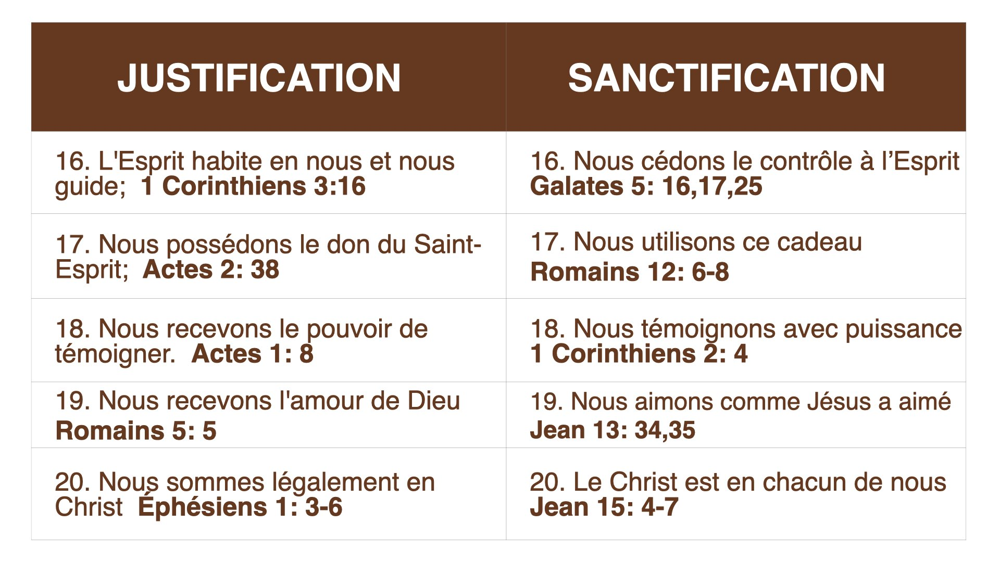 JUSTIFICATION
SANCTIFICATION
16. L'Esprit habite en nous et nous
guide;  1 Corinthiens 3:16
16. Nous cédons le contrôle à l’Esprit
Galates 5: 16,17,25
17. Nous possédons le don du Saint-
Esprit;  Actes 2: 38
17. Nous utilisons ce cadeau
Romains 12: 6-8
18. Nous recevons le pouvoir de
témoigner.  Actes 1: 8
18. Nous témoignons avec puissance
1 Corinthiens 2: 4
19. Nous recevons l'amour de Dieu
Romains 5: 5
19. Nous aimons comme Jésus a aimé
Jean 13: 34,35
20. Nous sommes légalement en
Christ  Éphésiens 1: 3-6
20. Le Christ est en chacun de nous
Jean 15: 4-7